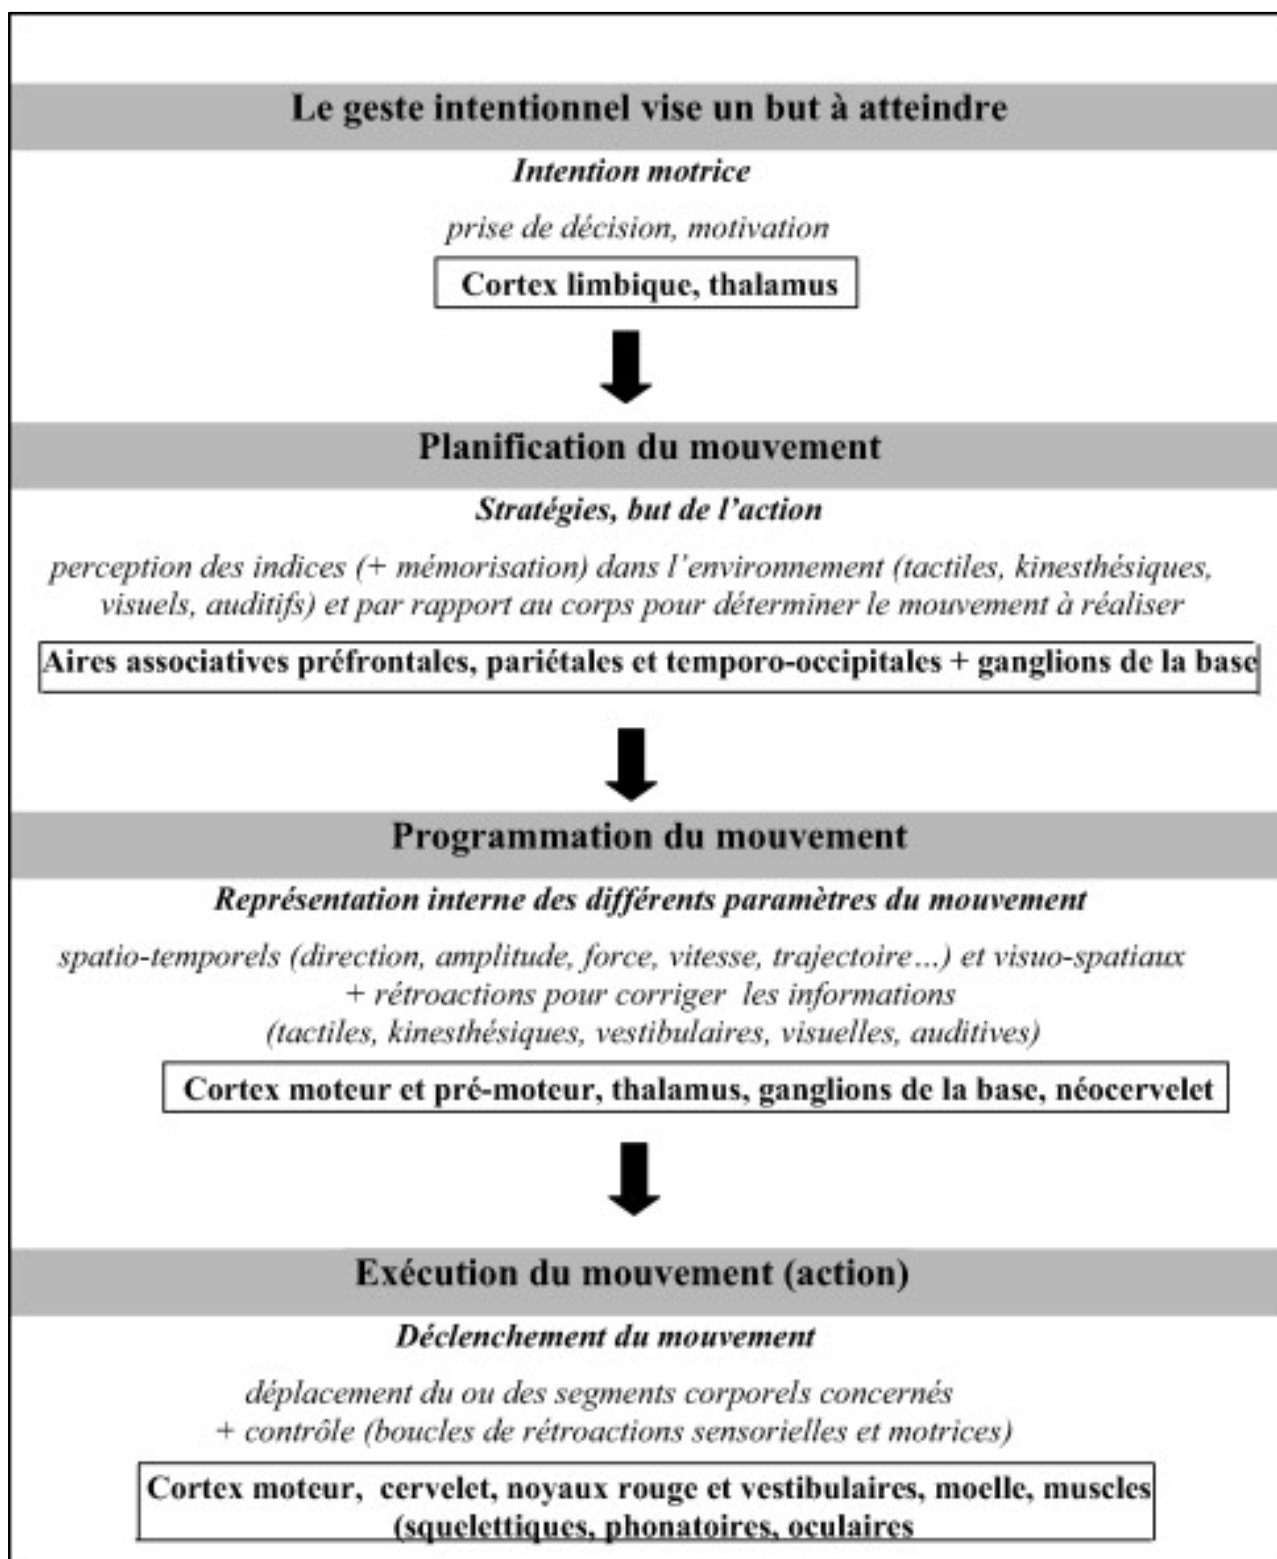 Le geste intentionnel vise un but à atteindre
Intention motrice
prise de décision, motivation
Cortex limbique, thalamus
Planification du mouvement
Stratégies, but de l'action
perception des indices (+ mémorisation) dans l'environnement (tactiles, kinesthésiques,
visuels, auditifs) et par rapport au corps pour déterminer le mouvement à réaliser
Aires associatives préfrontales, pariétales et temporo-occipitales + ganglions de la base
Programmation du mouvement
Représentation interne des différents paramètres du mouvement
spatio-temporels (direction, amplitude, force, vitesse, trajectoire…) et visuo-spatiaux
+ rétroactions pour corriger les informations
(tactiles, kinesthésiques, vestibulaires, visuelles, auditives)
Cortex moteur et pré-moteur, thalamus, ganglions de la base, néocervelet
Exécution du mouvement (action)
Déclenchement du mouvement
déplacement du ou des segments corporels concernés
+ contrôle (boucles de rétroactions sensorielles et motrices)
Cortex moteur, cervelet, noyaux rouge et vestibulaires, moelle, muscles
(squelettiques, phonatoires, oculaires